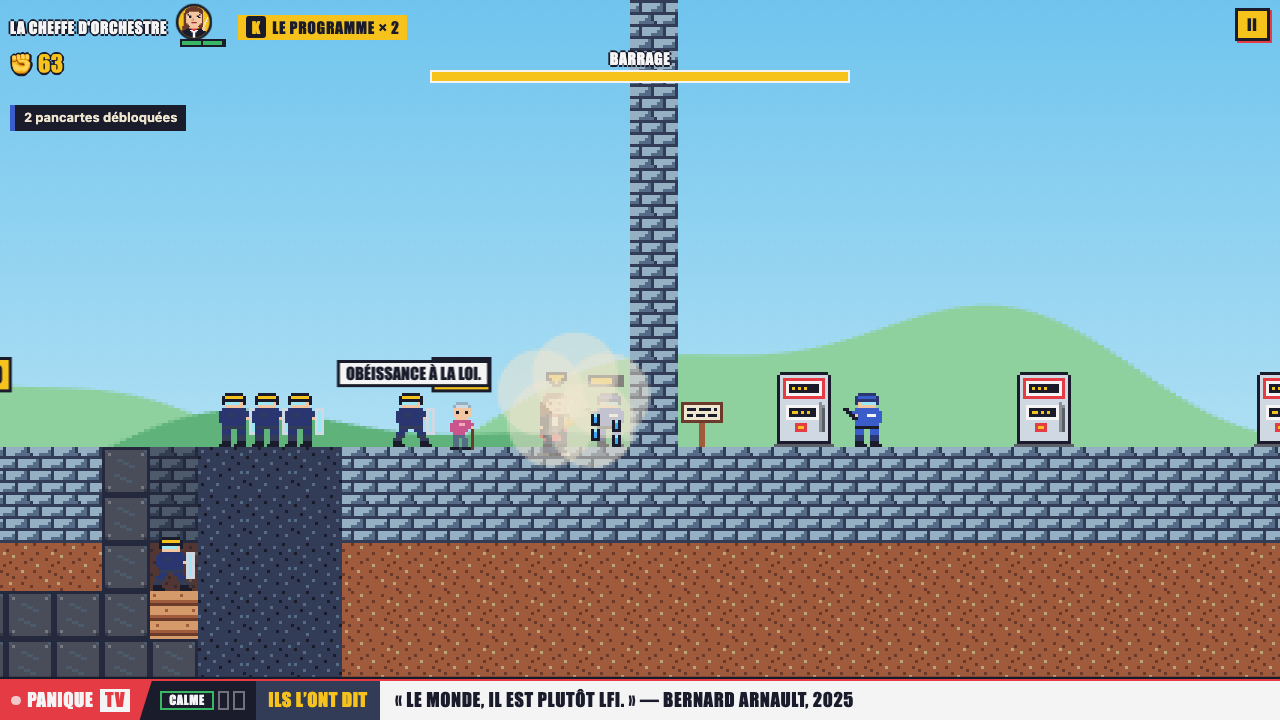 LA CHEFFE D'ORCHESTRE
K LE PROGRAMME × 2
63
BARRAGE
2 pancartes débloquées
OBÉISSANCE À LA LOI.
PANIQUE TV
CALME
ILS L'ONT DIT
« LE MONDE, IL EST PLUTÔT LFI. » — BERNARD ARNAULT, 2025